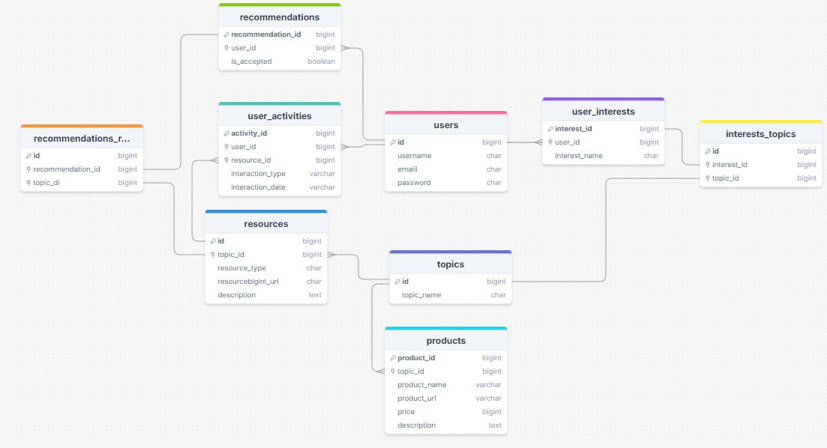 recommendations
recommendation_id bigint
user_id bigint
is_accepted boolean
user_activities
activity_id bigint
user_id bigint
resource_id bigint
interaction_type varchar
interaction_date varchar
users
id bigint
username char
email char
password char
user_interests
interest_id bigint
user_id bigint
interest_name char
interests_topics
id bigint
interest_id bigint
topic_id bigint
recommendations_r...
id bigint
recommendation_id bigint
topic_di bigint
resources
id bigint
topic_id bigint
resource_type char
resourcebigint_url char
description text
topics
id bigint
topic_name char
products
product_id bigint
topic_id bigint
product_name varchar
product_url varchar
price bigint
description text